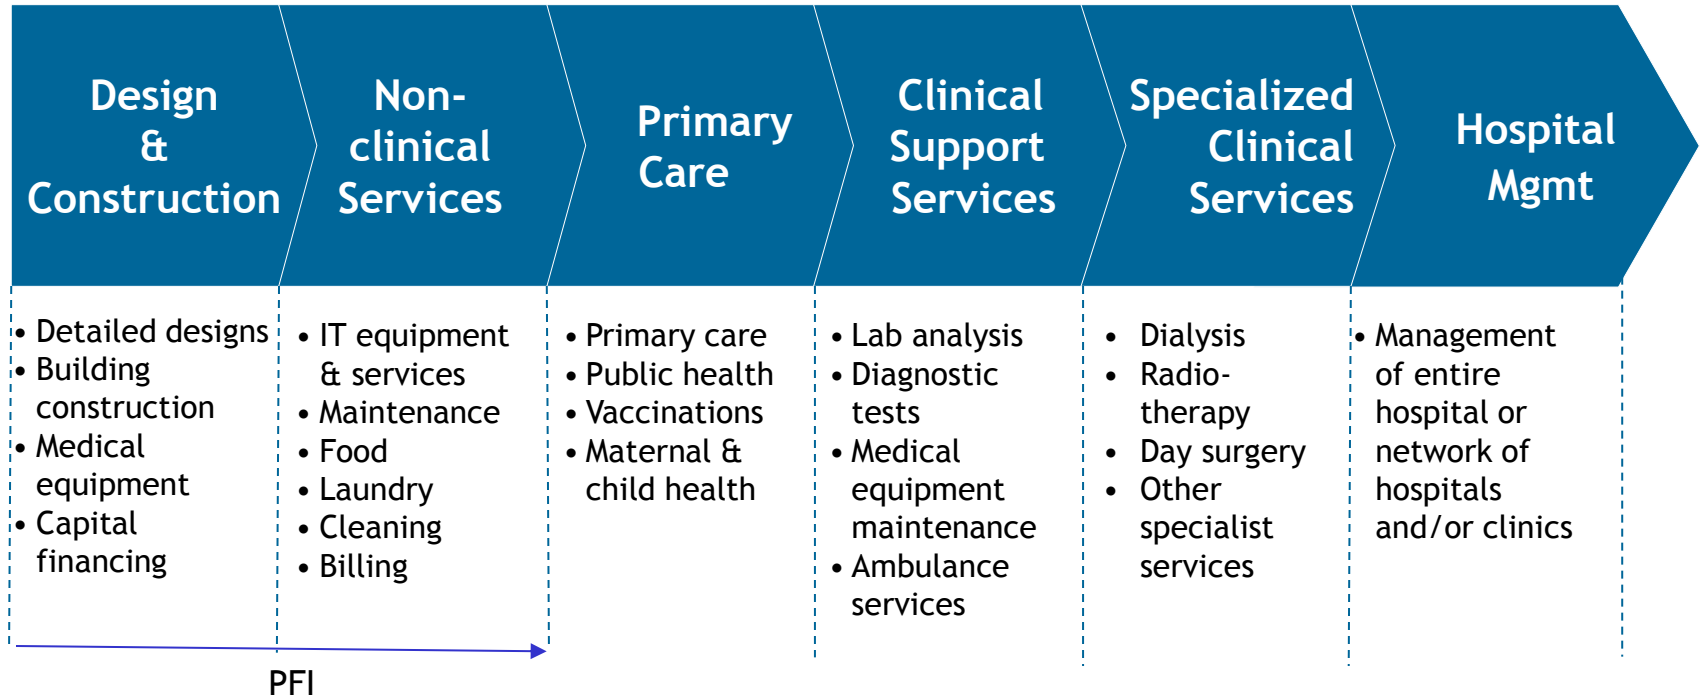 Design
&
Construction
Non-
clinical
Services
Primary
Care
Clinical
Support
Services
Specialized
Clinical
Services
Hospital
Mgmt
• Detailed designs
• Building
construction
• Medical
equipment
• Capital
financing
• IT equipment
& services
• Maintenance
• Food
• Laundry
• Cleaning
• Billing
• Primary care
• Public health
• Vaccinations
• Maternal &
child health
• Lab analysis
• Diagnostic
tests
• Medical
equipment
maintenance
• Ambulance
services
• Dialysis
• Radio-
therapy
• Day surgery
• Other
specialist
services
• Management
of entire
hospital or
network of
hospitals
and/or clinics
PFI